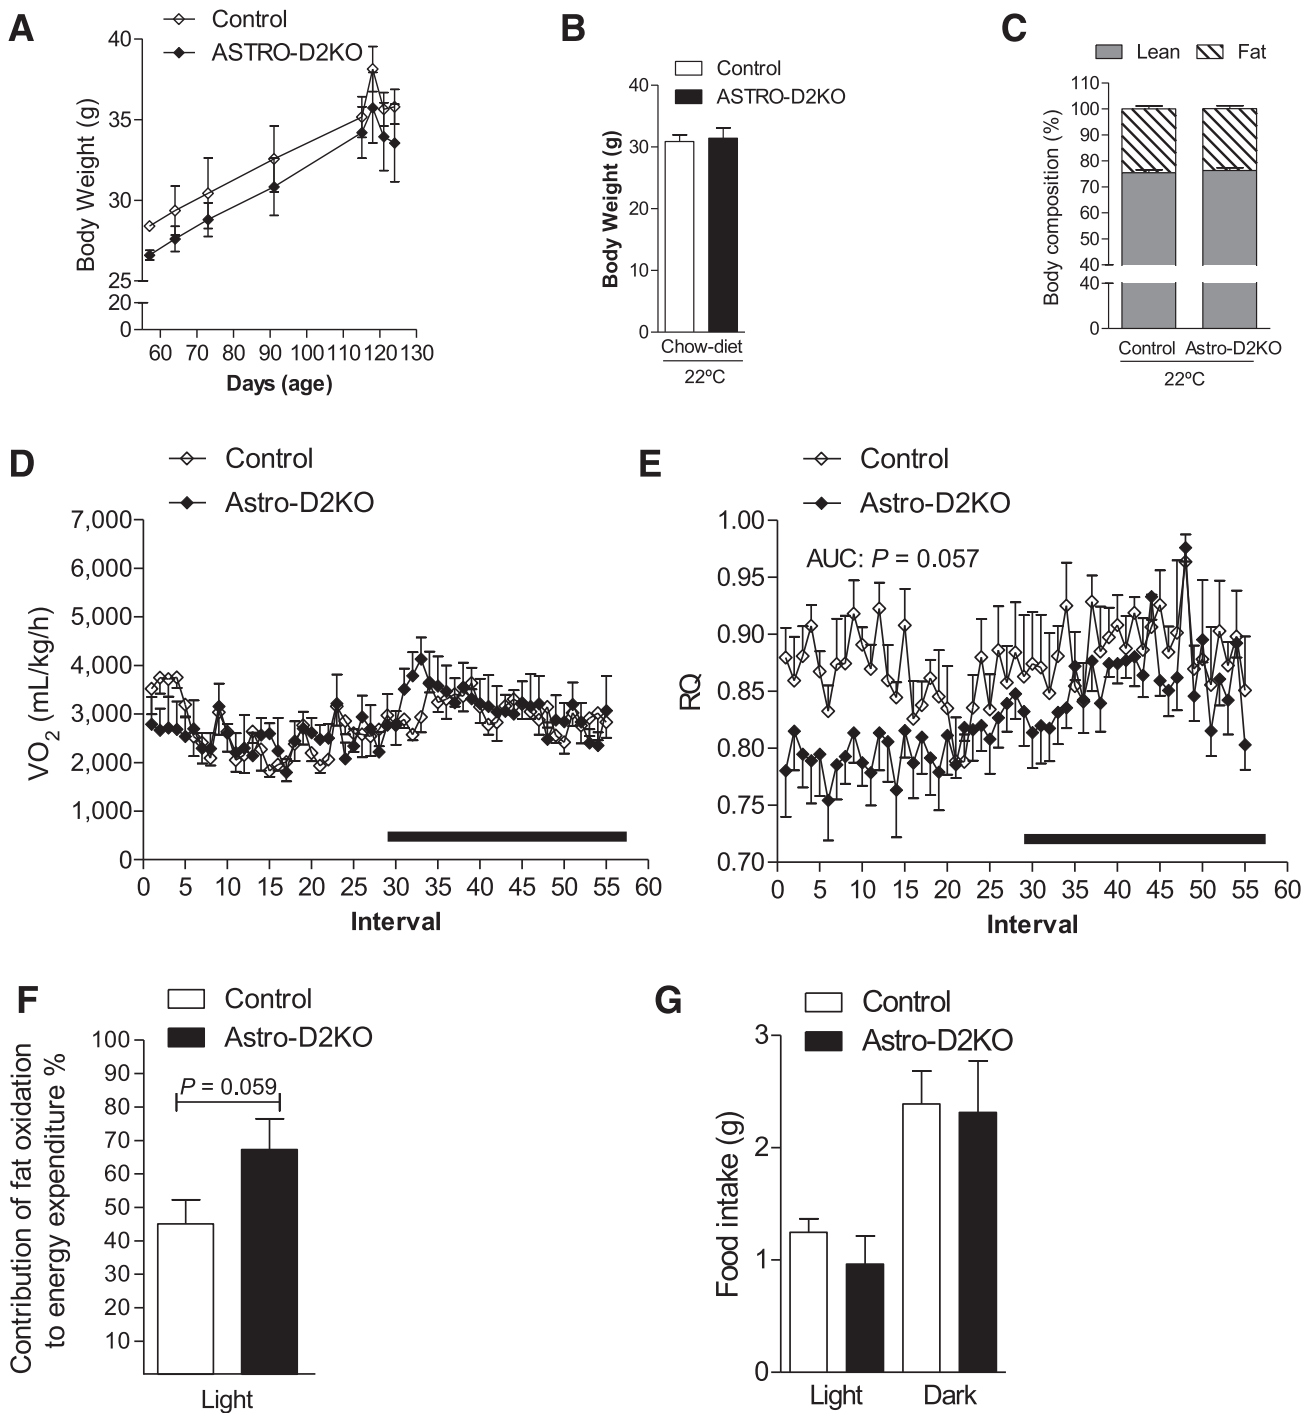 A
Control
ASTRO-D2KO
Body Weight (g)
40
35
30
25
20
0
60 70 80 90 100 110 120 130
Days (age)
B
Control
ASTRO-D2KO
Body Weight (g)
40
30
20
10
0
Chow-diet
22ºC
C
Lean Fat
Body composition (%)
110
100
90
80
70
60
50
40
40
0
Control Astro-D2KO
22ºC
D
Control
Astro-D2KO
VO2 (mL/kg/h)
7,000
6,000
5,000
4,000
3,000
2,000
1,000
0
0 5 10 15 20 25 30 35 40 45 50 55 60
Interval
E
Control
Astro-D2KO
AUC: P = 0.057
RQ
1.00
0.95
0.90
0.85
0.80
0.75
0.70
0 5 10 15 20 25 30 35 40 45 50 55 60
Interval
F
Control
Astro-D2KO
Contribution of fat oxidation
to energy expenditure %
100
90
80
70
60
50
40
30
20
10
P = 0.059
Light
G
Control
Astro-D2KO
Food intake (g)
3
2
1
0
Light Dark